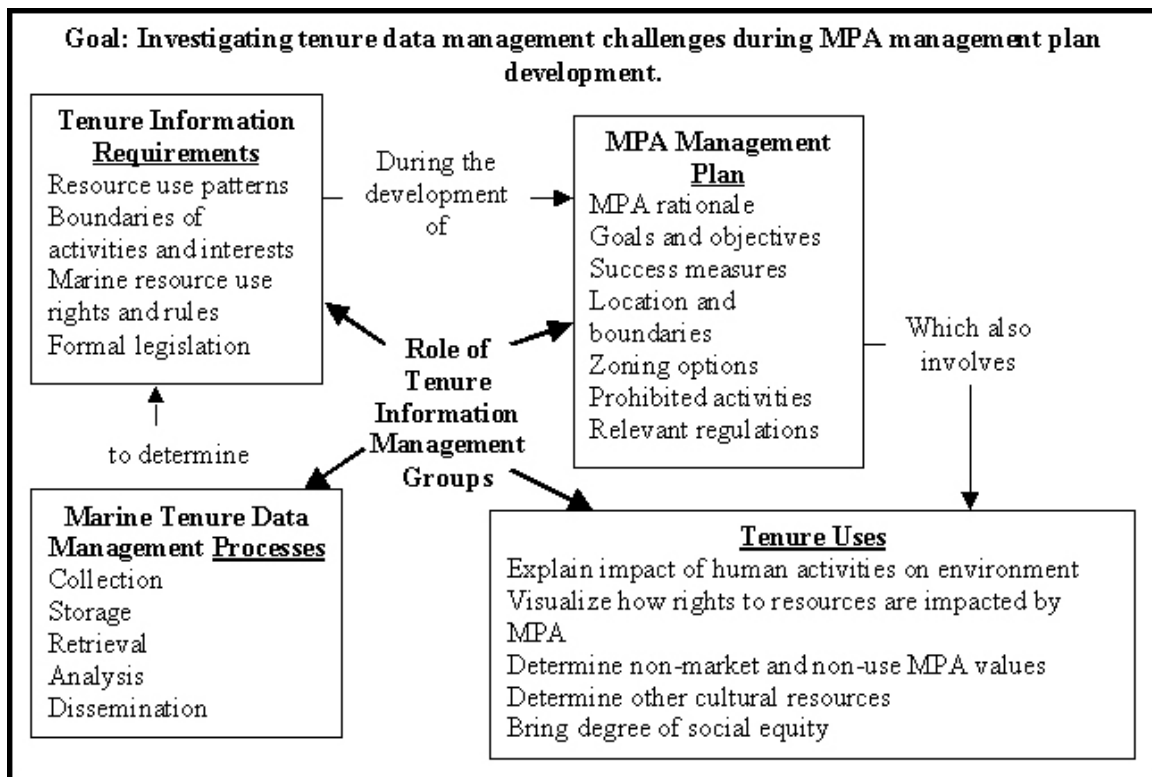 Goal: Investigating tenure data management challenges during MPA management plan
development.
Tenure Information
Requirements
Resource use patterns
Boundaries of
activities and interests
Marine resource use
rights and rules
Formal legislation
During the
development
of
MPA Management
Plan
MPA rationale
Goals and objectives
Success measures
Location and
boundaries
Zoning options
Prohibited activities
Relevant regulations
Which also
involves
Role of
Tenure
Information
Management
Groups
to determine
Marine Tenure Data
Management Processes
Collection
Storage
Retrieval
Analysis
Dissemination
Tenure Uses
Explain impact of human activities on environment
Visualize how rights to resources are impacted by
MPA
Determine non-market and non-use MPA values
Determine other cultural resources
Bring degree of social equity